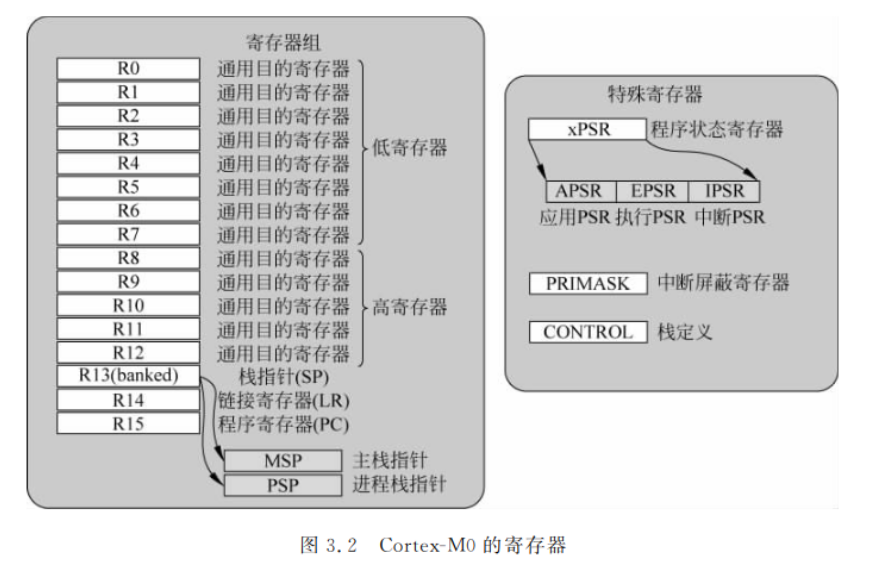 寄存器组
R0 通用目的寄存器
R1 通用目的寄存器
R2 通用目的寄存器
R3 通用目的寄存器
R4 通用目的寄存器
R5 通用目的寄存器
R6 通用目的寄存器
R7 通用目的寄存器
低寄存器
R8 通用目的寄存器
R9 通用目的寄存器
R10 通用目的寄存器
R11 通用目的寄存器
R12 通用目的寄存器
高寄存器
R13(banked) 栈指针(SP)
R14 链接寄存器(LR)
R15 程序寄存器(PC)
MSP 主栈指针
PSP 进程栈指针
特殊寄存器
xPSR 程序状态寄存器
APSR EPSR IPSR
应用PSR 执行PSR 中断PSR
PRIMASK 中断屏蔽寄存器
CONTROL 栈定义
图 3.2 Cortex-M0 的寄存器